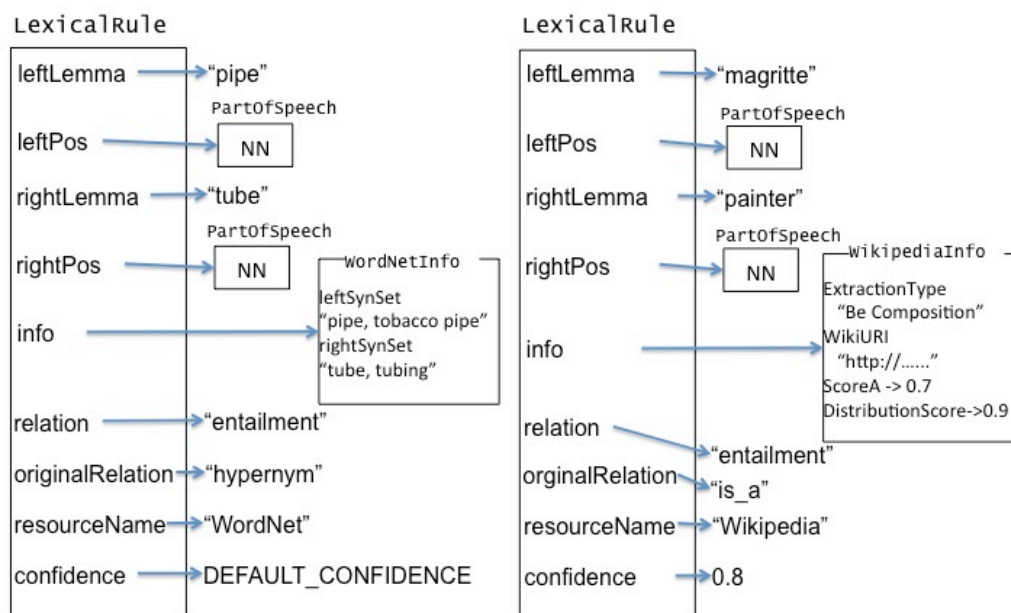 LexicalRule
leftLemma “pipe”
PartOfSpeech
leftPos NN
rightLemma “tube”
PartOfSpeech
rightPos NN
WordNetInfo
leftSynSet
“pipe, tobacco pipe”
rightSynSet
“tube, tubing”
info
relation “entailment”
originalRelation “hypernym”
resourceName “WordNet”
confidence DEFAULT_CONFIDENCE
LexicalRule
leftLemma “magritte”
PartOfSpeech
leftPos NN
rightLemma “painter”
PartOfSpeech
rightPos NN
WikipediaInfo
ExtractionType
“Be Composition”
WikiURI
“http://......”
ScoreA -> 0.7
DistributionScore->0.9
info
relation
“entailment”
orginalRelation
“is_a”
resourceName “Wikipedia”
confidence 0.8